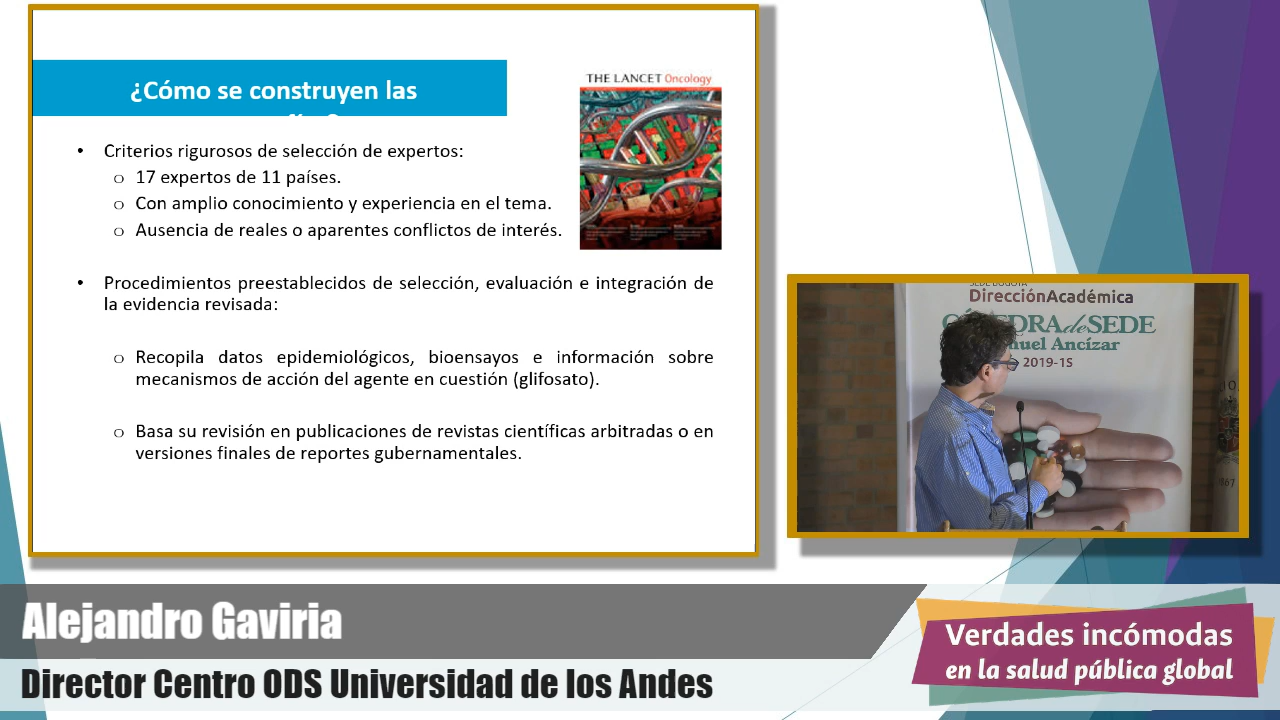 ¿Cómo se construyen las
THE LANCET Oncology
• Criterios rigurosos de selección de expertos:
o 17 expertos de 11 países.
o Con amplio conocimiento y experiencia en el tema.
o Ausencia de reales o aparentes conflictos de interés.
• Procedimientos preestablecidos de selección, evaluación e integración de
la evidencia revisada:
o Recopila datos epidemiológicos, bioensayos e información sobre
mecanismos de acción del agente en cuestión (glifosato).
o Basa su revisión en publicaciones de revistas científicas arbitradas o en
versiones finales de reportes gubernamentales.
SEDE BOGOTÁ
DirecciónAcadémica
deSEDE
Ancízar
2019-1S
Alejandro Gaviria
Director Centro ODS Universidad de los Andes
Verdades incómodas
en la salud pública global